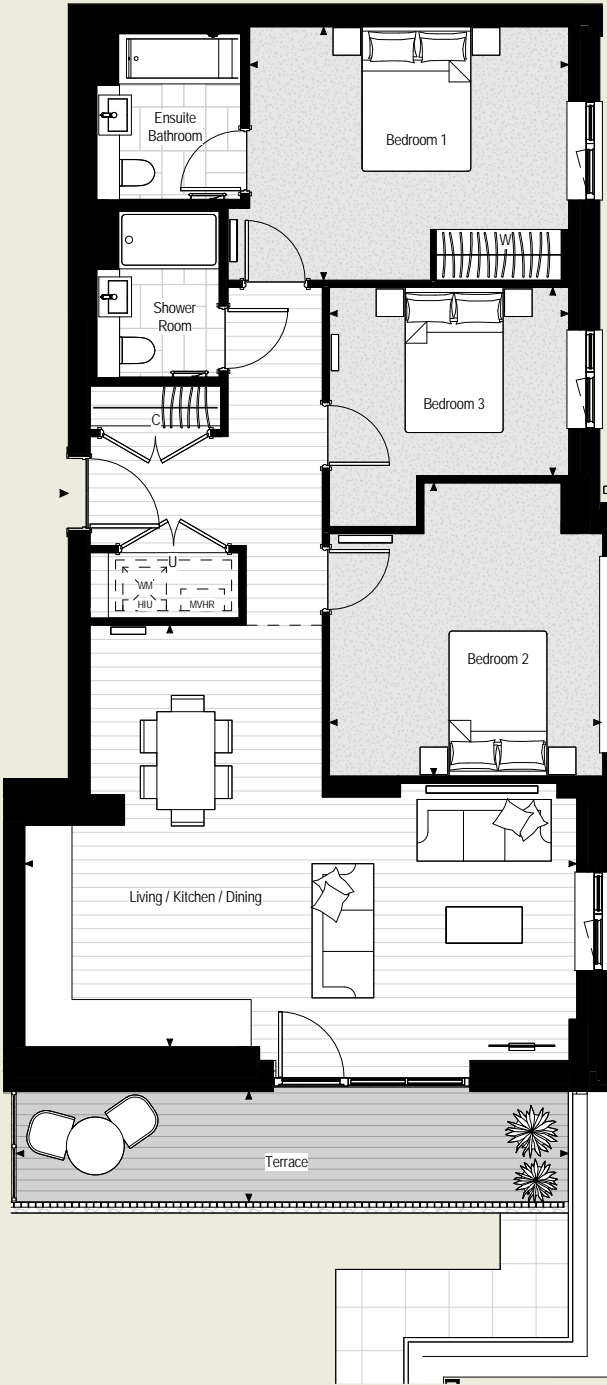 Ensuite
Bathroom
Bedroom 1
W
Shower
Room
Bedroom 3
C
U
WM
HIU
MVHR
Bedroom 2
Living / Kitchen / Dining
Terrace